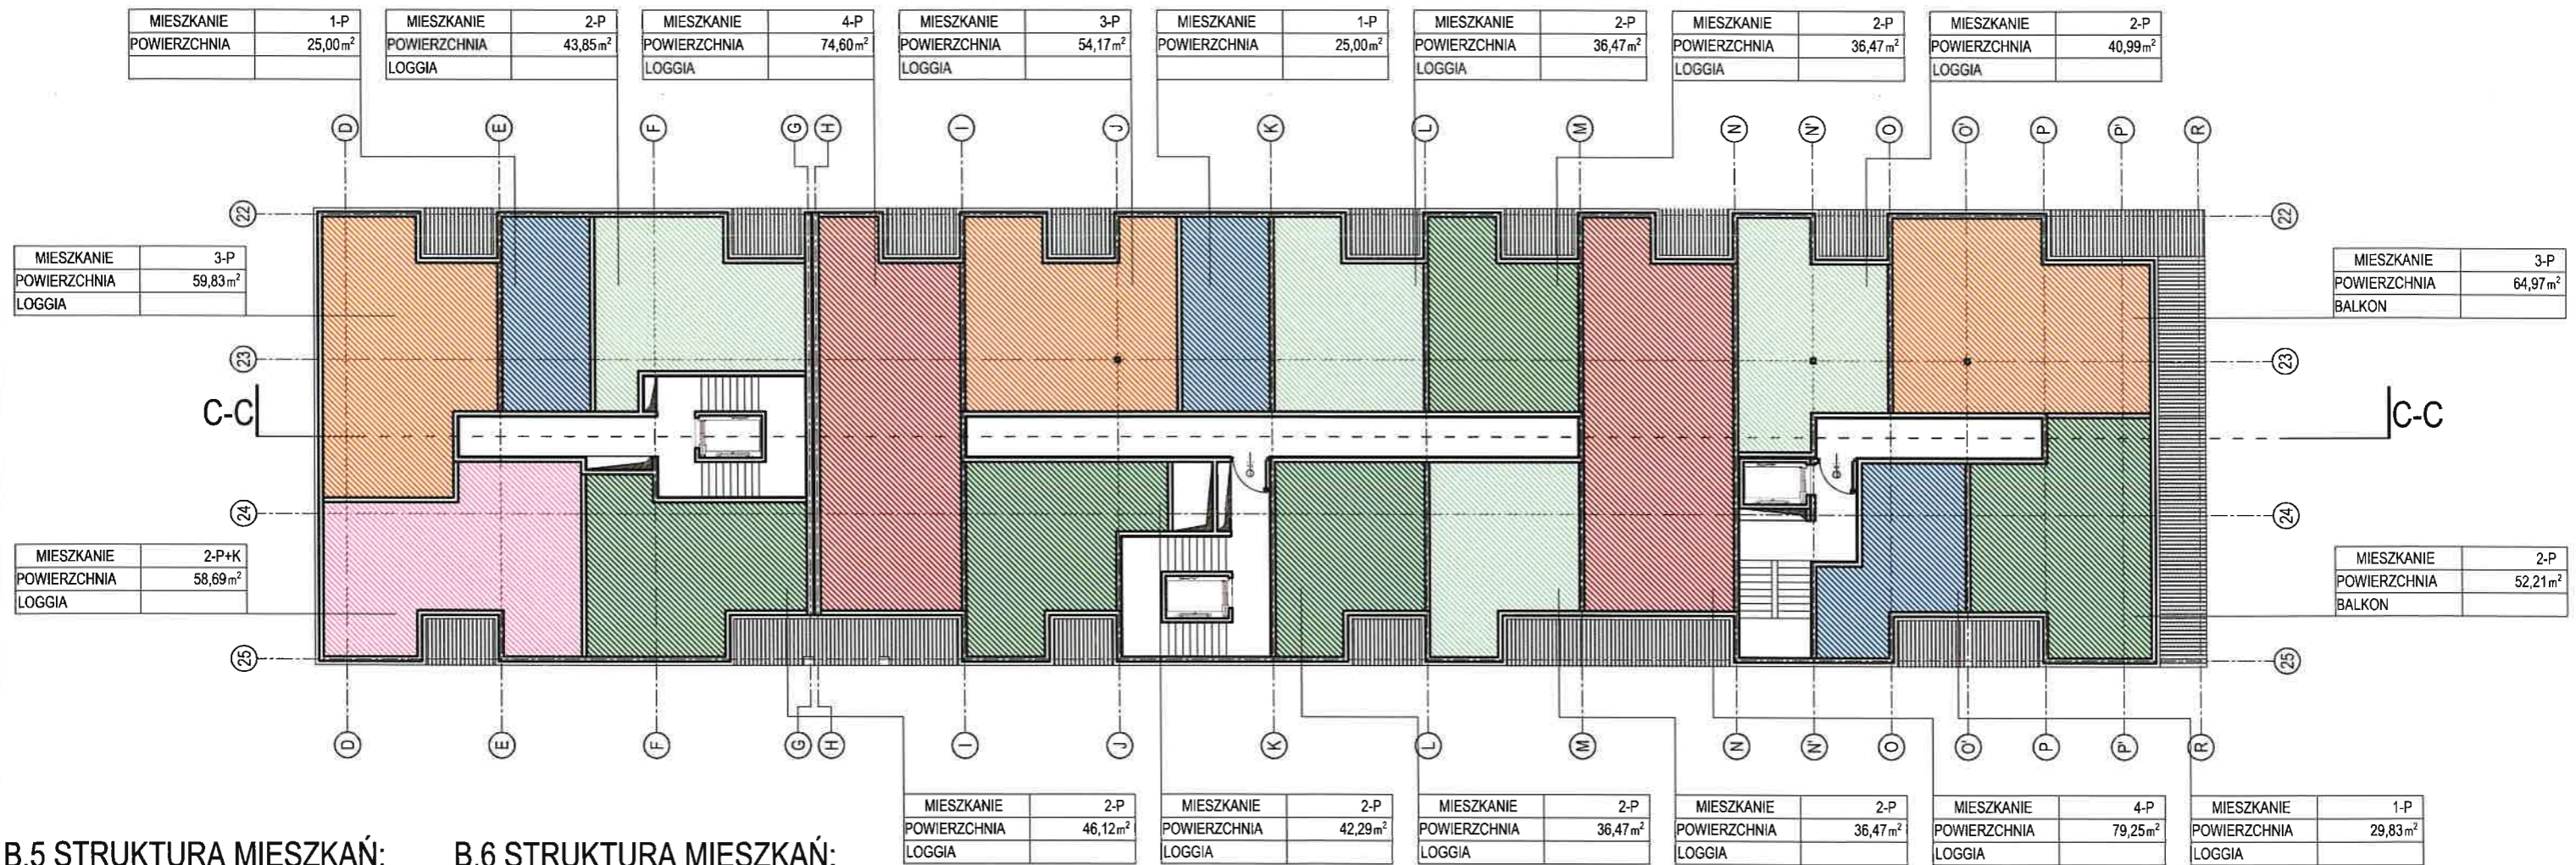 MIESZKANIE 1-P
POWIERZCHNIA 25,00m²
MIESZKANIE 2-P
POWIERZCHNIA 43,85m²
LOGGIA
MIESZKANIE 4-P
POWIERZCHNIA 74,60m²
LOGGIA
MIESZKANIE 3-P
POWIERZCHNIA 54,17m²
LOGGIA
MIESZKANIE 1-P
POWIERZCHNIA 25,00m²
MIESZKANIE 2-P
POWIERZCHNIA 36,47m²
LOGGIA
MIESZKANIE 2-P
POWIERZCHNIA 36,47m²
LOGGIA
MIESZKANIE 2-P
POWIERZCHNIA 40,99m²
LOGGIA
D E F G H I J K L M N N' O O' P P' R
22 22
MIESZKANIE 3-P
POWIERZCHNIA 59,83m²
LOGGIA
MIESZKANIE 3-P
POWIERZCHNIA 64,97m²
BALKON
23 23
C-C C-C
24 24
MIESZKANIE 2-P+K
POWIERZCHNIA 58,69m²
LOGGIA
MIESZKANIE 2-P
POWIERZCHNIA 52,21m²
BALKON
25 25
D E F G H I J K L M N N' O O' P P' R
MIESZKANIE 2-P
POWIERZCHNIA 46,12m²
LOGGIA
MIESZKANIE 2-P
POWIERZCHNIA 42,29m²
LOGGIA
MIESZKANIE 2-P
POWIERZCHNIA 36,47m²
LOGGIA
MIESZKANIE 2-P
POWIERZCHNIA 36,47m²
LOGGIA
MIESZKANIE 4-P
POWIERZCHNIA 79,25m²
LOGGIA
MIESZKANIE 1-P
POWIERZCHNIA 29,83m²
LOGGIA
B.5 STRUKTURA MIESZKAŃ:
B.6 STRUKTURA MIESZKAŃ: